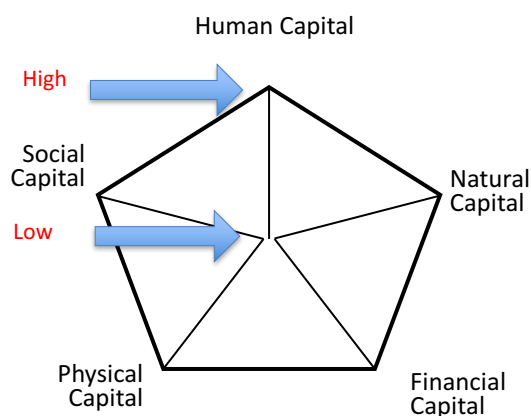 Human Capital
High
Social
Capital
Natural
Capital
Low
Physical
Capital
Financial
Capital